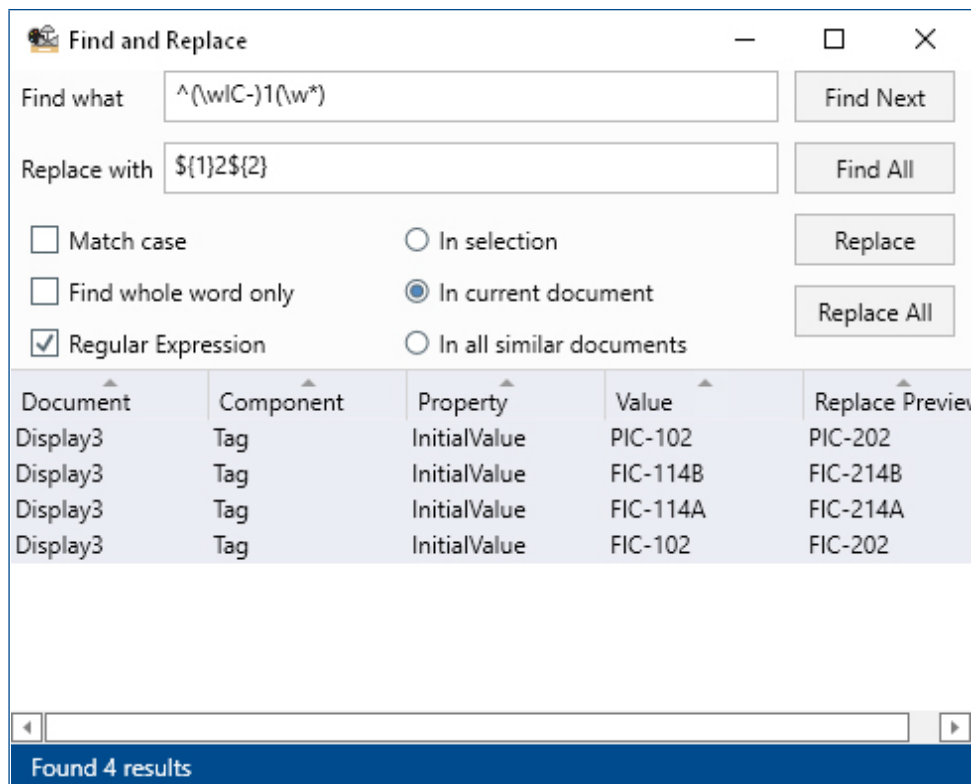 Find and Replace
Find what ^(\wIC-)1(\w*) Find Next
Replace with ${1}2${2} Find All
Match case In selection Replace
Find whole word only In current document Replace All
Regular Expression In all similar documents
Document Component Property Value Replace Preview
Display3 Tag InitialValue PIC-102 PIC-202
Display3 Tag InitialValue FIC-114B FIC-214B
Display3 Tag InitialValue FIC-114A FIC-214A
Display3 Tag InitialValue FIC-102 FIC-202
Found 4 results